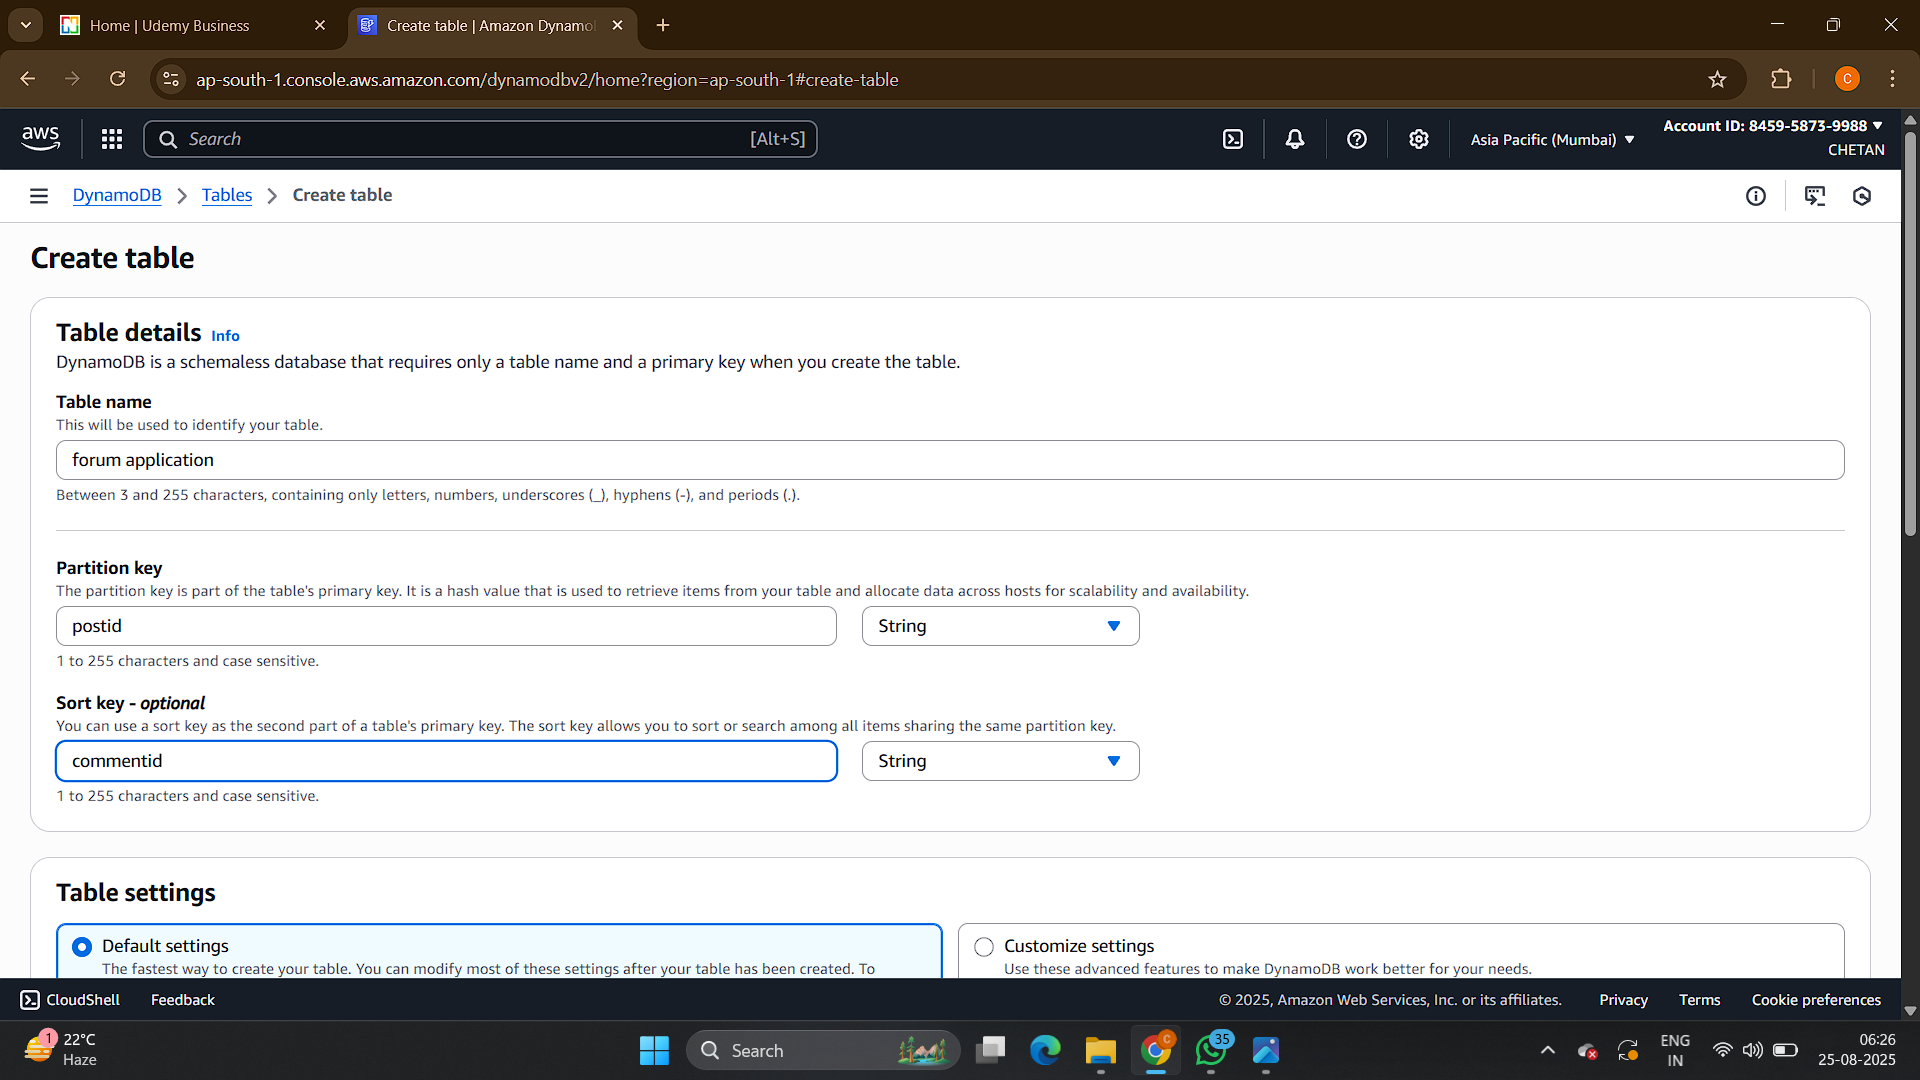 Home | Udemy Business
Create table | Amazon Dynamo
ap-south-1.console.aws.amazon.com/dynamodbv2/home?region=ap-south-1#create-table
C
aws
Search
[Alt+S]
Asia Pacific (Mumbai)
Account ID: 8459-5873-9988
CHETAN
DynamoDB > Tables > Create table
Create table
Table details Info
DynamoDB is a schemaless database that requires only a table name and a primary key when you create the table.
Table name
This will be used to identify your table.
forum application
Between 3 and 255 characters, containing only letters, numbers, underscores (_), hyphens (-), and periods (.).
Partition key
The partition key is part of the table's primary key. It is a hash value that is used to retrieve items from your table and allocate data across hosts for scalability and availability.
postid
String
1 to 255 characters and case sensitive.
Sort key - optional
You can use a sort key as the second part of a table's primary key. The sort key allows you to sort or search among all items sharing the same partition key.
commentid
String
1 to 255 characters and case sensitive.
Table settings
Default settings
The fastest way to create your table. You can modify most of these settings after your table has been created. To
Customize settings
Use these advanced features to make DynamoDB work better for your needs.
CloudShell
Feedback
© 2025, Amazon Web Services, Inc. or its affiliates.
Privacy
Terms
Cookie preferences
1
22°C
Haze
Search
C
35
ENG
IN
06:26
25-08-2025